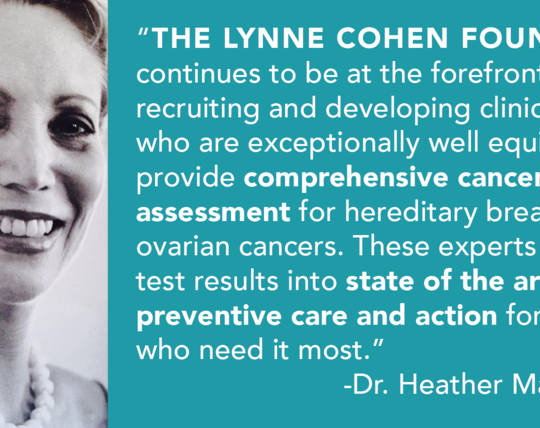 “THE LYNNE COHEN FOUN
continues to be at the forefront
recruiting and developing clinic
who are exceptionally well equi
provide comprehensive cancer
assessment for hereditary brea
ovarian cancers. These experts
test results into state of the ar
preventive care and action for
who need it most.”
-Dr. Heather Ma